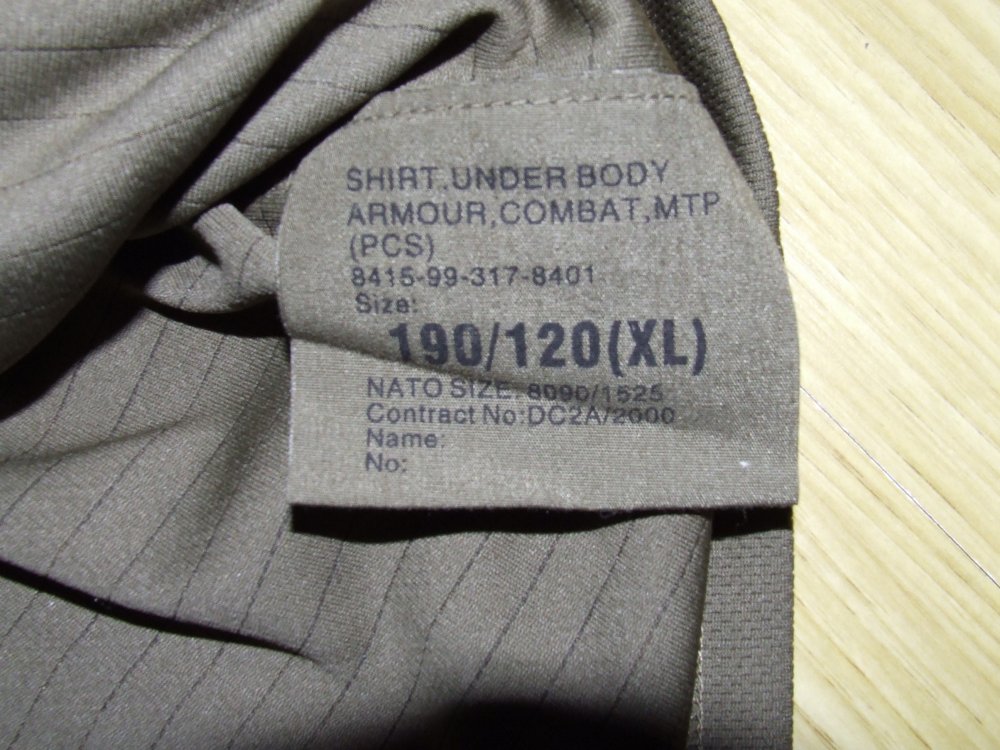 SHIRT.UNDER BODY
ARMOUR,COMBAT,MTP
(PCS)
8415-99-317-8401
Size:
190/120(XL)
NATO SIZE: 8090/1525
Contract No:DC2A/2000
Name:
No: